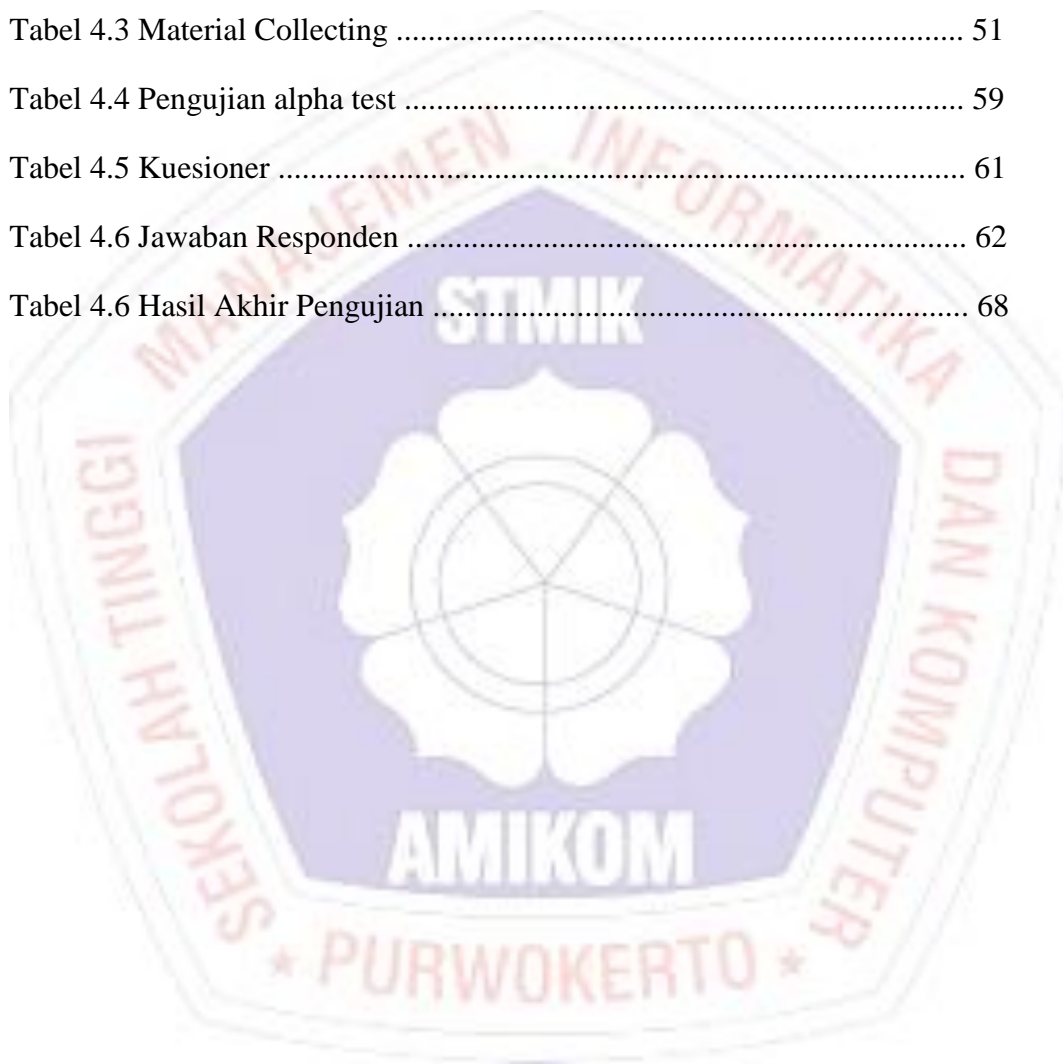 Tabel 4.3 Material Collecting .................................................................... 51
Tabel 4.4 Pengujian alpha test ................................................................... 59
Tabel 4.5 Kuesioner .................................................................................. 61
Tabel 4.6 Jawaban Responden ................................................................... 62
Tabel 4.6 Hasil Akhir Pengujian ................................................................ 68
SEKOLAH TINGGI MANAJEMEN INFORMATIKA DAN KOMPUTER
STMIK
AMIKOM
* PURWOKERTO *